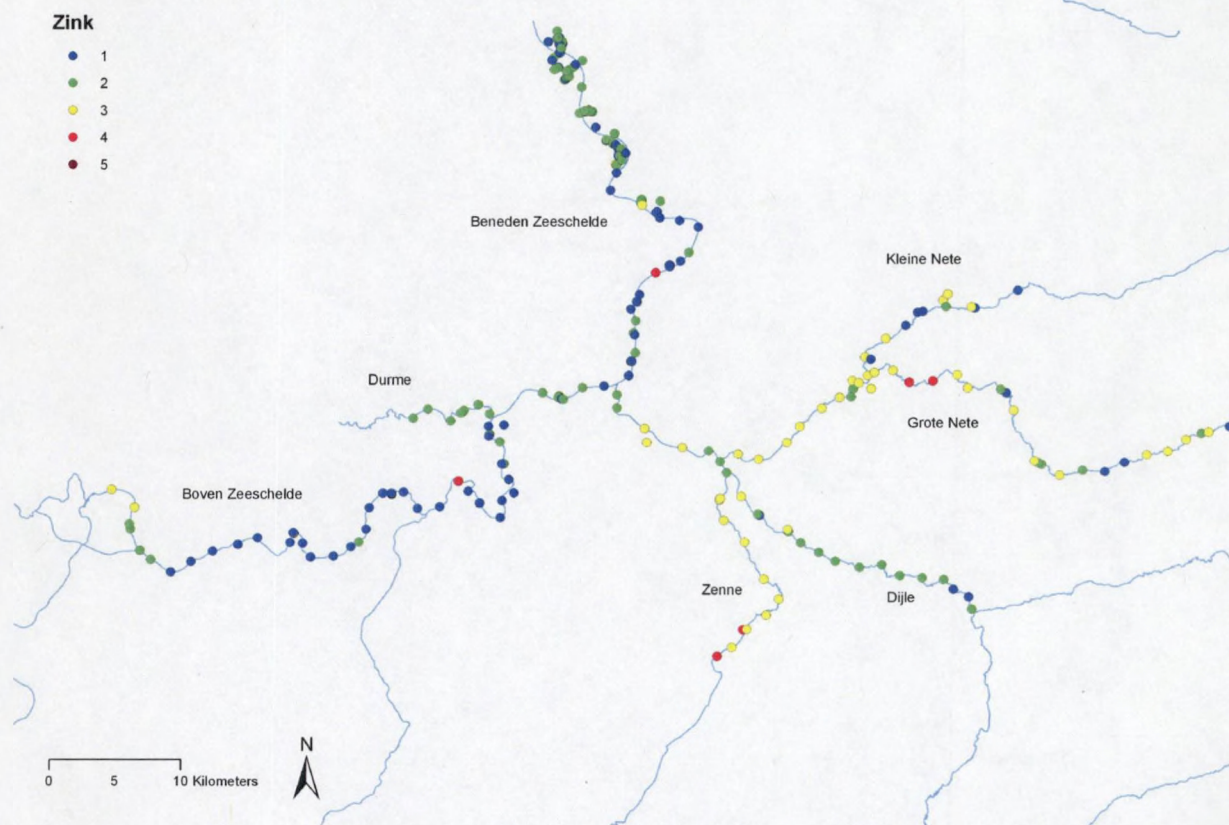 Zink
1
2
3
4
5
Beneden Zeeschelde
Kleine Nete
Durme
Grote Nete
Boven Zeeschelde
Zenne
Dijle
N
0 5 10 Kilometers